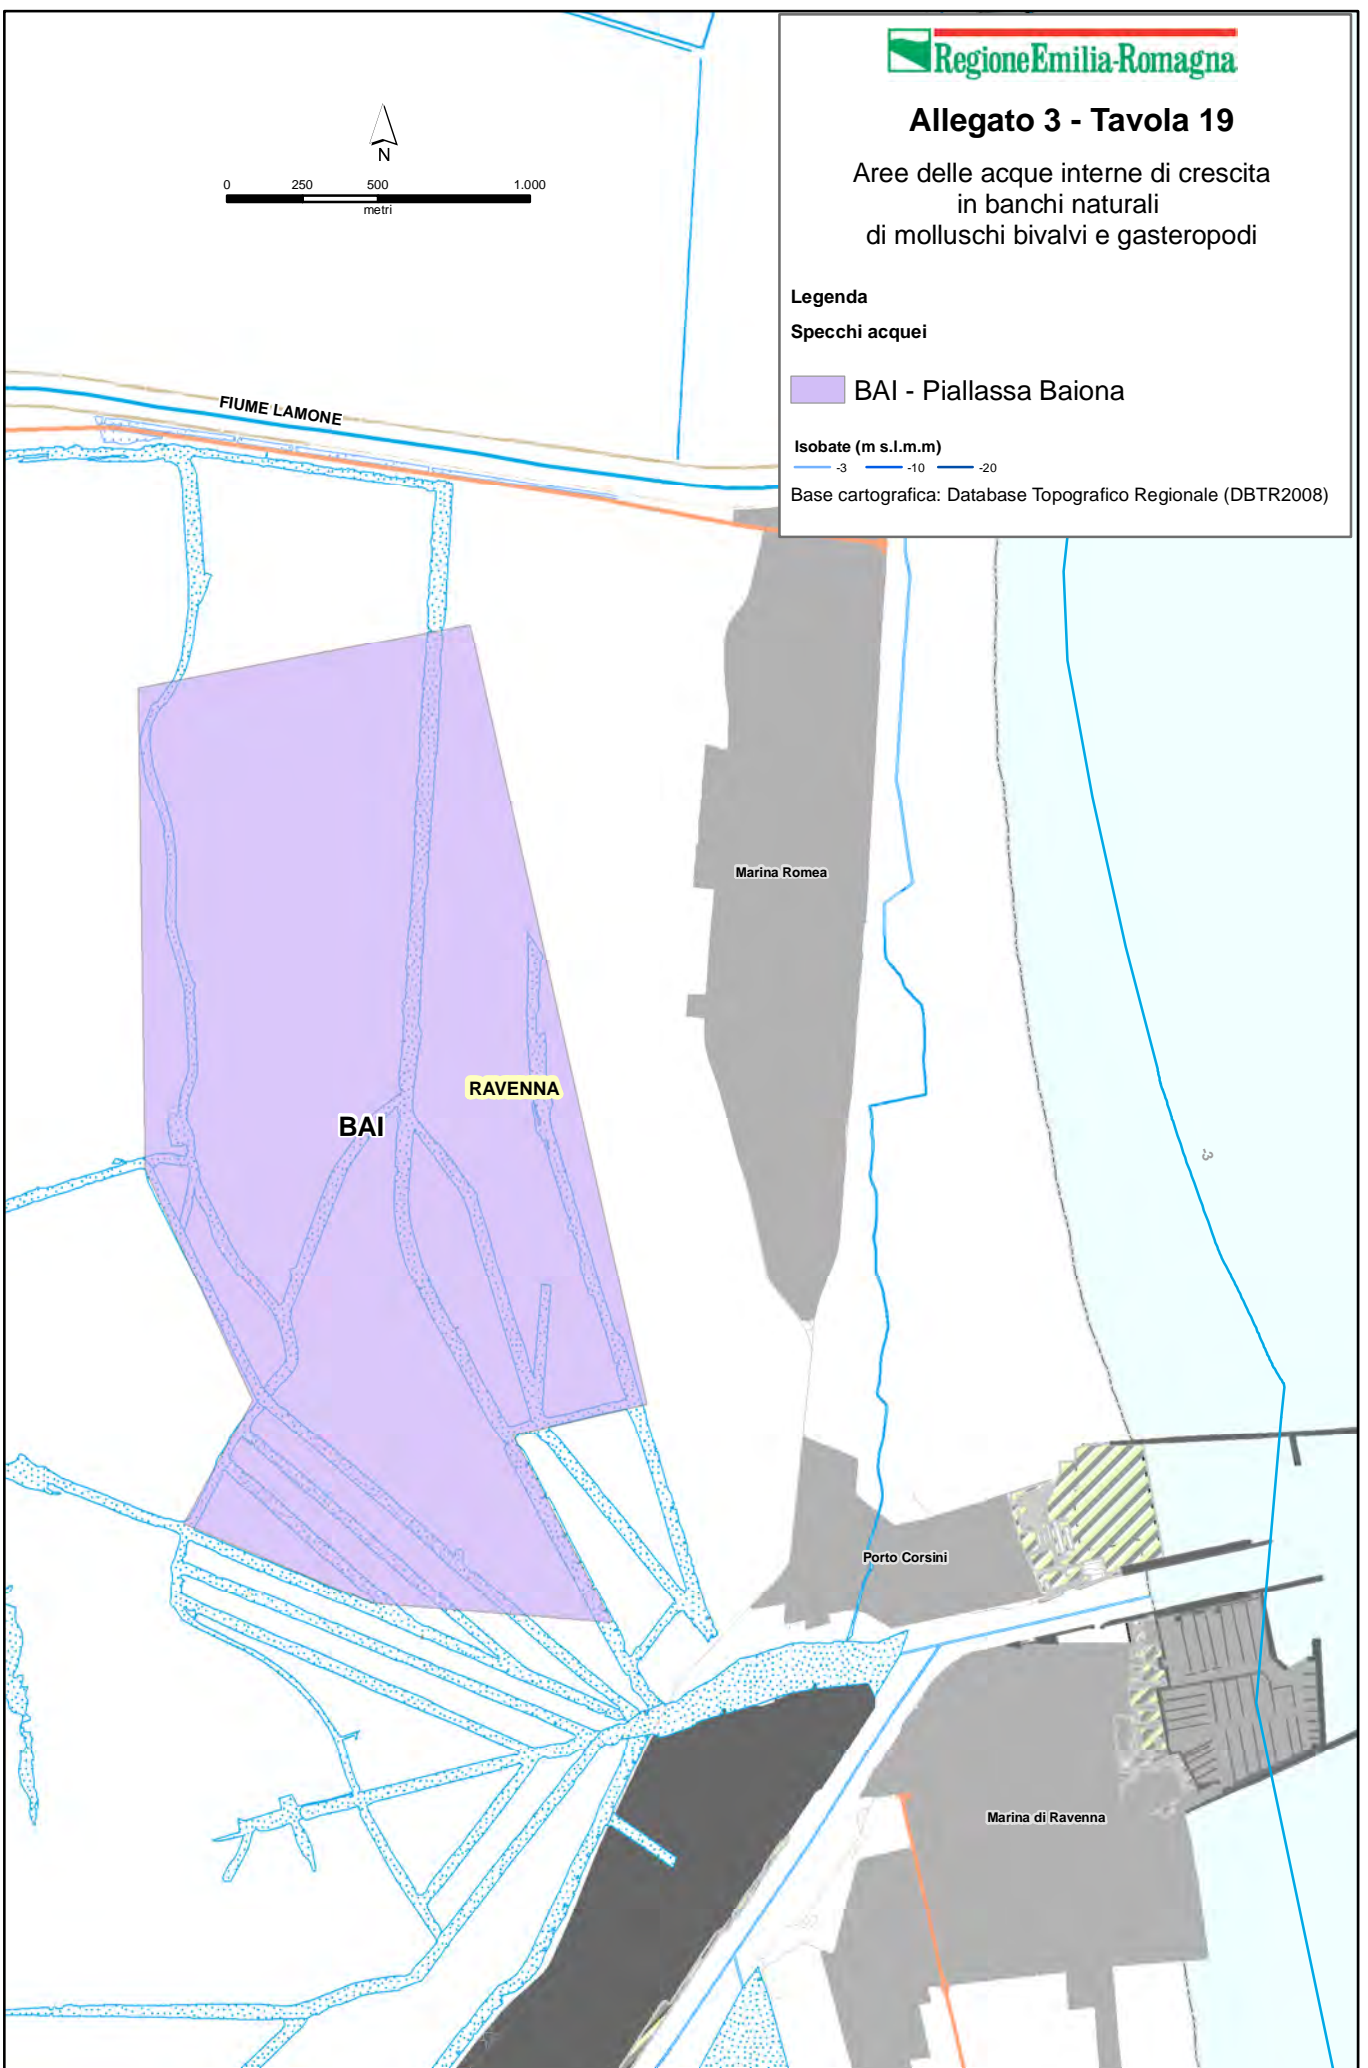 RegioneEmilia-Romagna
Allegato 3 - Tavola 19
Aree delle acque interne di crescita
in banchi naturali
di molluschi bivalvi e gasteropodi
Legenda
Specchi acquei
BAI - Piallassa Baiona
Isobate (m s.l.m.m)
-3 -10 -20
Base cartografica: Database Topografico Regionale (DBTR2008)
N
0 250 500 1.000
metri
FIUME LAMONE
Marina Romea
RAVENNA
BAI
-3
Porto Corsini
Marina di Ravenna